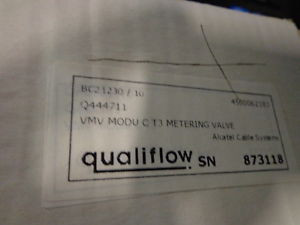 BC21230 / 10
Q444711
VMV MODU C T3 METERING VALVE
Alcatel Cable Systems
qualiflow. SN 873118